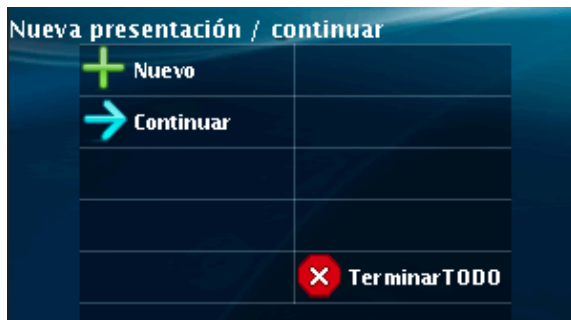 Nueva presentación / continuar
Nuevo
Continuar
TerminarTODO